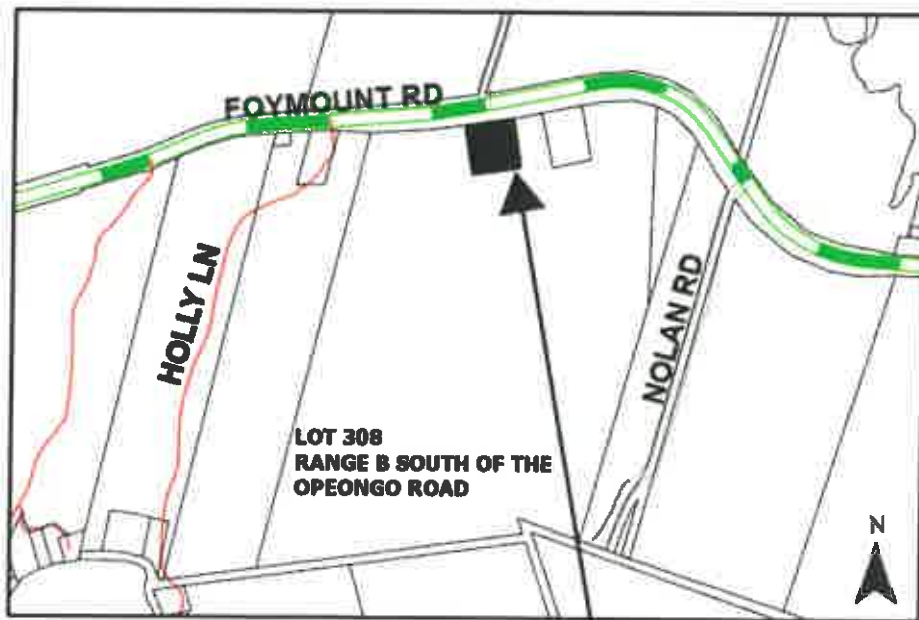 FOYMOUNT RD
HOLLY LN
NOLAN RD
LOT 308
RANGE B SOUTH OF THE
OPEONGO ROAD
N